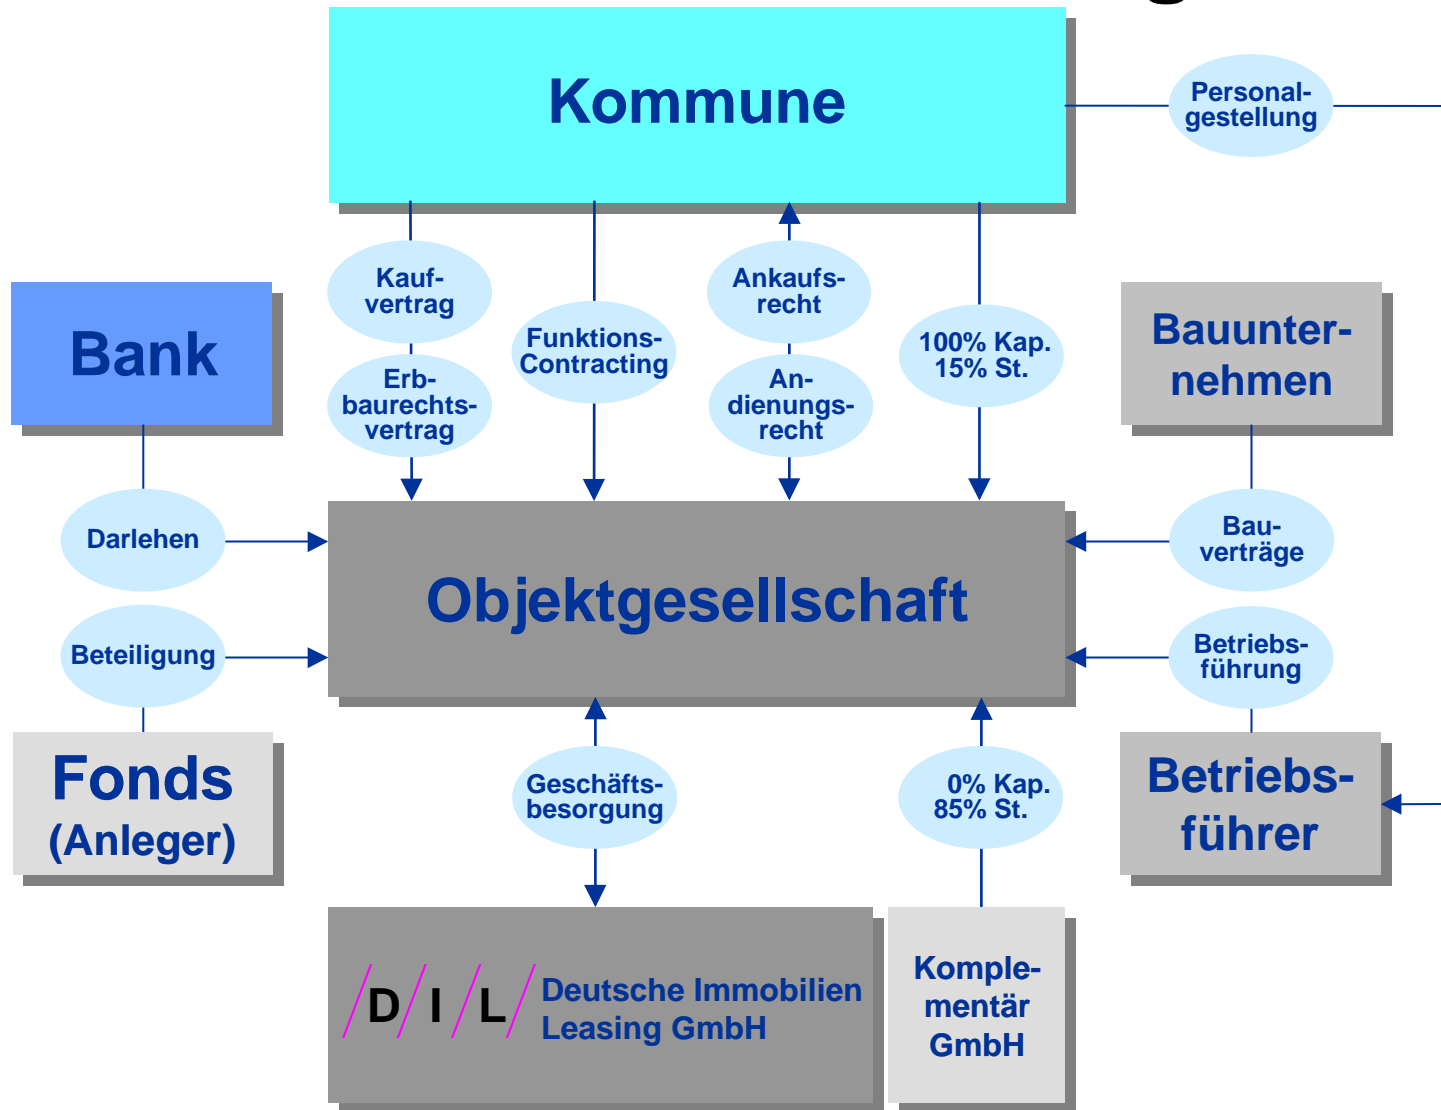 g
Kommune
Personal-
gestellung
Kauf-
vertrag
Ankaufs-
recht
Funktions-
Contracting
100% Kap.
15% St.
Erb-
baurechts-
vertrag
An-
dienungs-
recht
Bank
Bauunter-
nehmen
Darlehen
Bau-
verträge
Objektgesellschaft
Beteiligung
Betriebs-
führung
Fonds
(Anleger)
Geschäfts-
besorgung
0% Kap.
85% St.
Betriebs-
führer
/D/I/L/
Deutsche Immobilien
Leasing GmbH
Komple-
mentär
GmbH